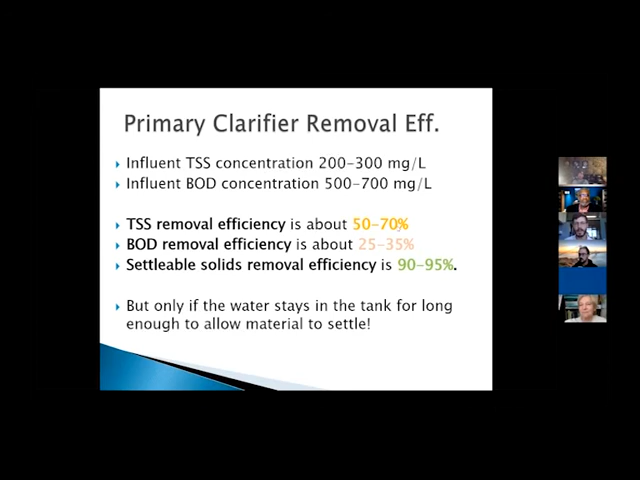 Primary Clarifier Removal Eff.
Influent TSS concentration 200-300 mg/L
Influent BOD concentration 500-700 mg/L
TSS removal efficiency is about 50-70%
BOD removal efficiency is about 25-35%
Settleable solids removal efficiency is 90-95%.
But only if the water stays in the tank for long
enough to allow material to settle!